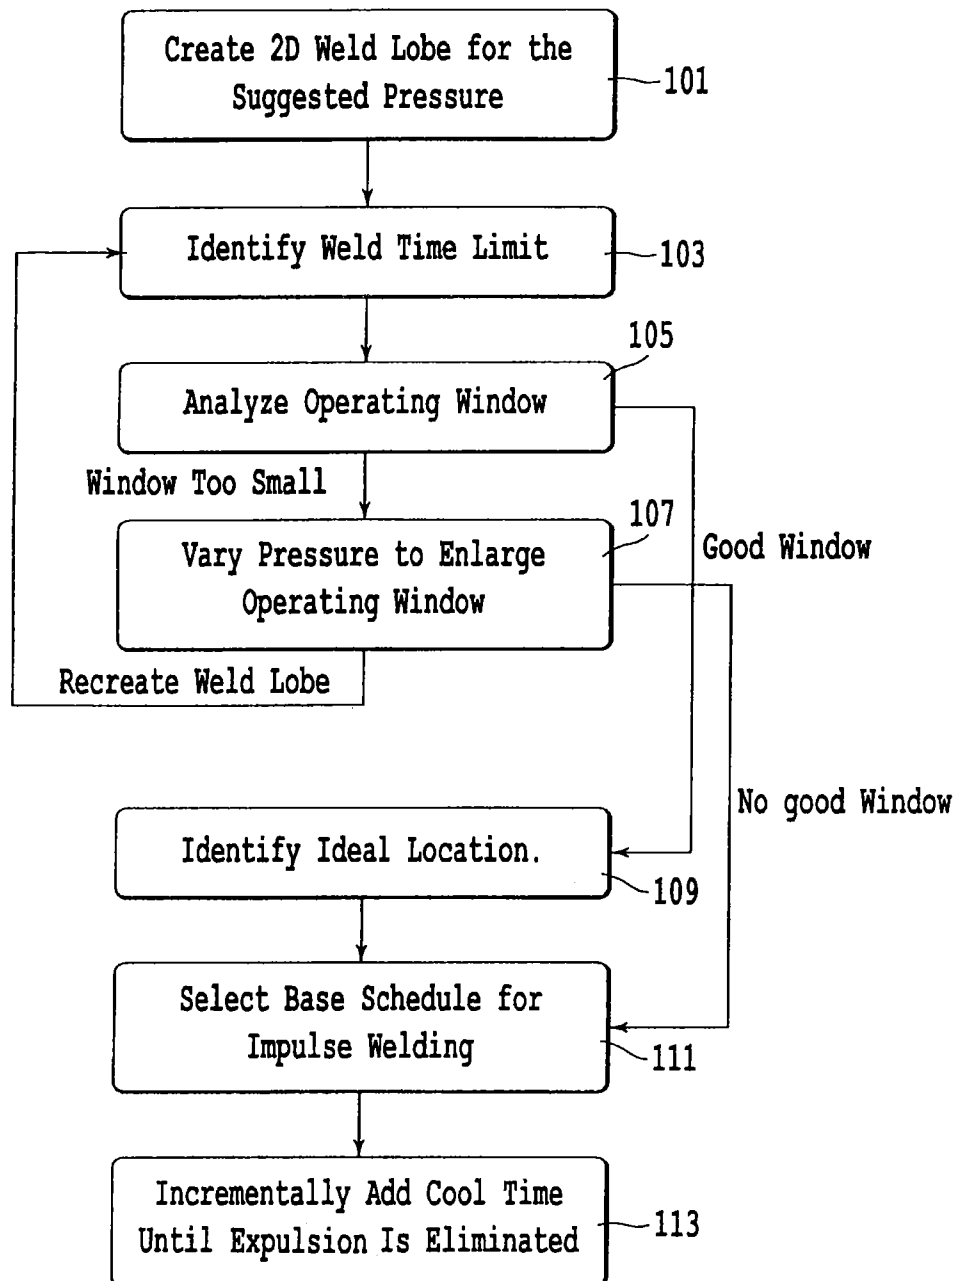 Create 2D Weld Lobe for the
Suggested Pressure
101
Identify Weld Time Limit
103
105
Analyze Operating Window
Window Too Small
107
Vary Pressure to Enlarge
Operating Window
Good Window
Recreate Weld Lobe
No good Window
Identify Ideal Location.
109
Select Base Schedule for
Impulse Welding
111
Incrementally Add Cool Time
Until Expulsion Is Eliminated
113